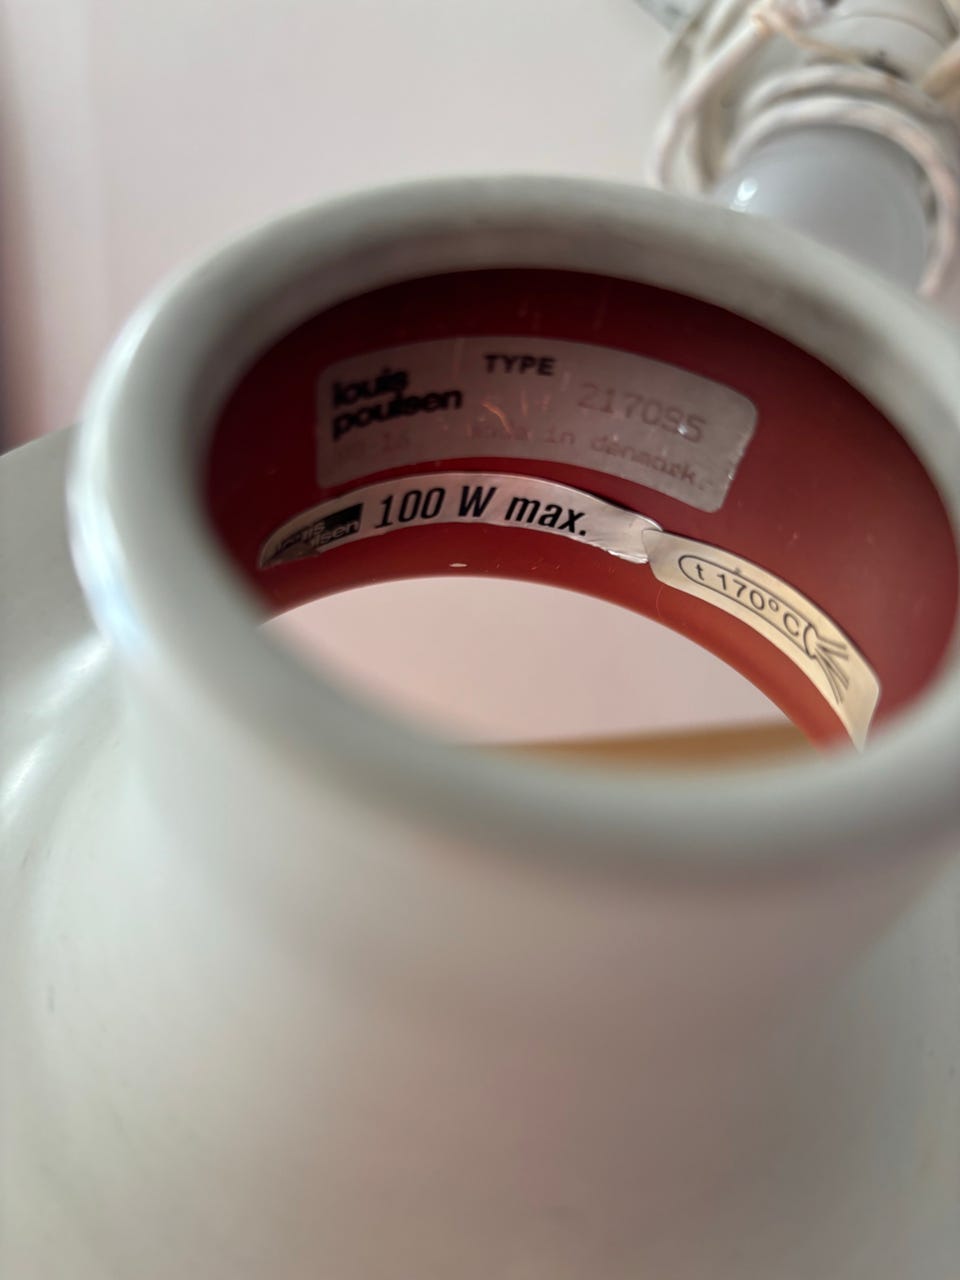 louis
poulsen
TYPE
217095
made in denmark.
100 W max.
t 170°C